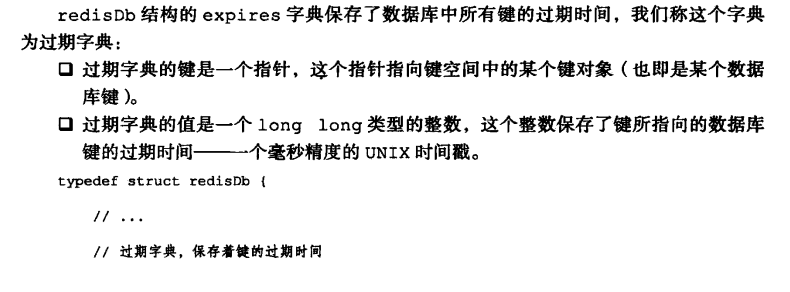 redisDb 结构的 expires 字典保存了数据库中所有键的过期时间，我们称这个字典
为过期字典：
❑ 过期字典的键是一个指针，这个指针指向键空间中的某个键对象（也即是某个数据
库键）。
❑ 过期字典的值是一个 long long 类型的整数，这个整数保存了键所指向的数据库
键的过期时间——一个毫秒精度的 UNIX 时间戳。
typedef struct redisDb {
// ...
// 过期字典，保存着键的过期时间